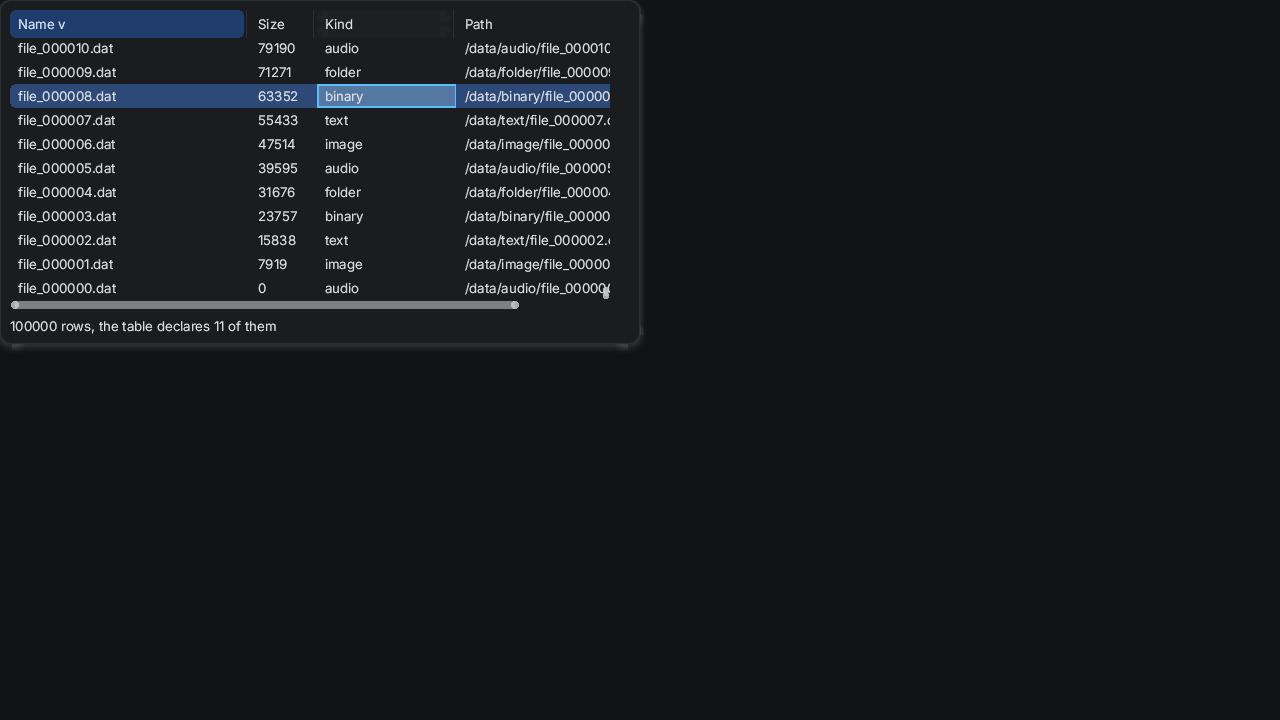 Name v Size Kind Path
file_000010.dat 79190 audio /data/audio/file_000010
file_000009.dat 71271 folder /data/folder/file_000009
file_000008.dat 63352 binary /data/binary/file_00000
file_000007.dat 55433 text /data/text/file_000007.
file_000006.dat 47514 image /data/image/file_00000
file_000005.dat 39595 audio /data/audio/file_000005
file_000004.dat 31676 folder /data/folder/file_000004
file_000003.dat 23757 binary /data/binary/file_00000
file_000002.dat 15838 text /data/text/file_000002.
file_000001.dat 7919 image /data/image/file_00000
file_000000.dat 0 audio /data/audio/file_00000
100000 rows, the table declares 11 of them